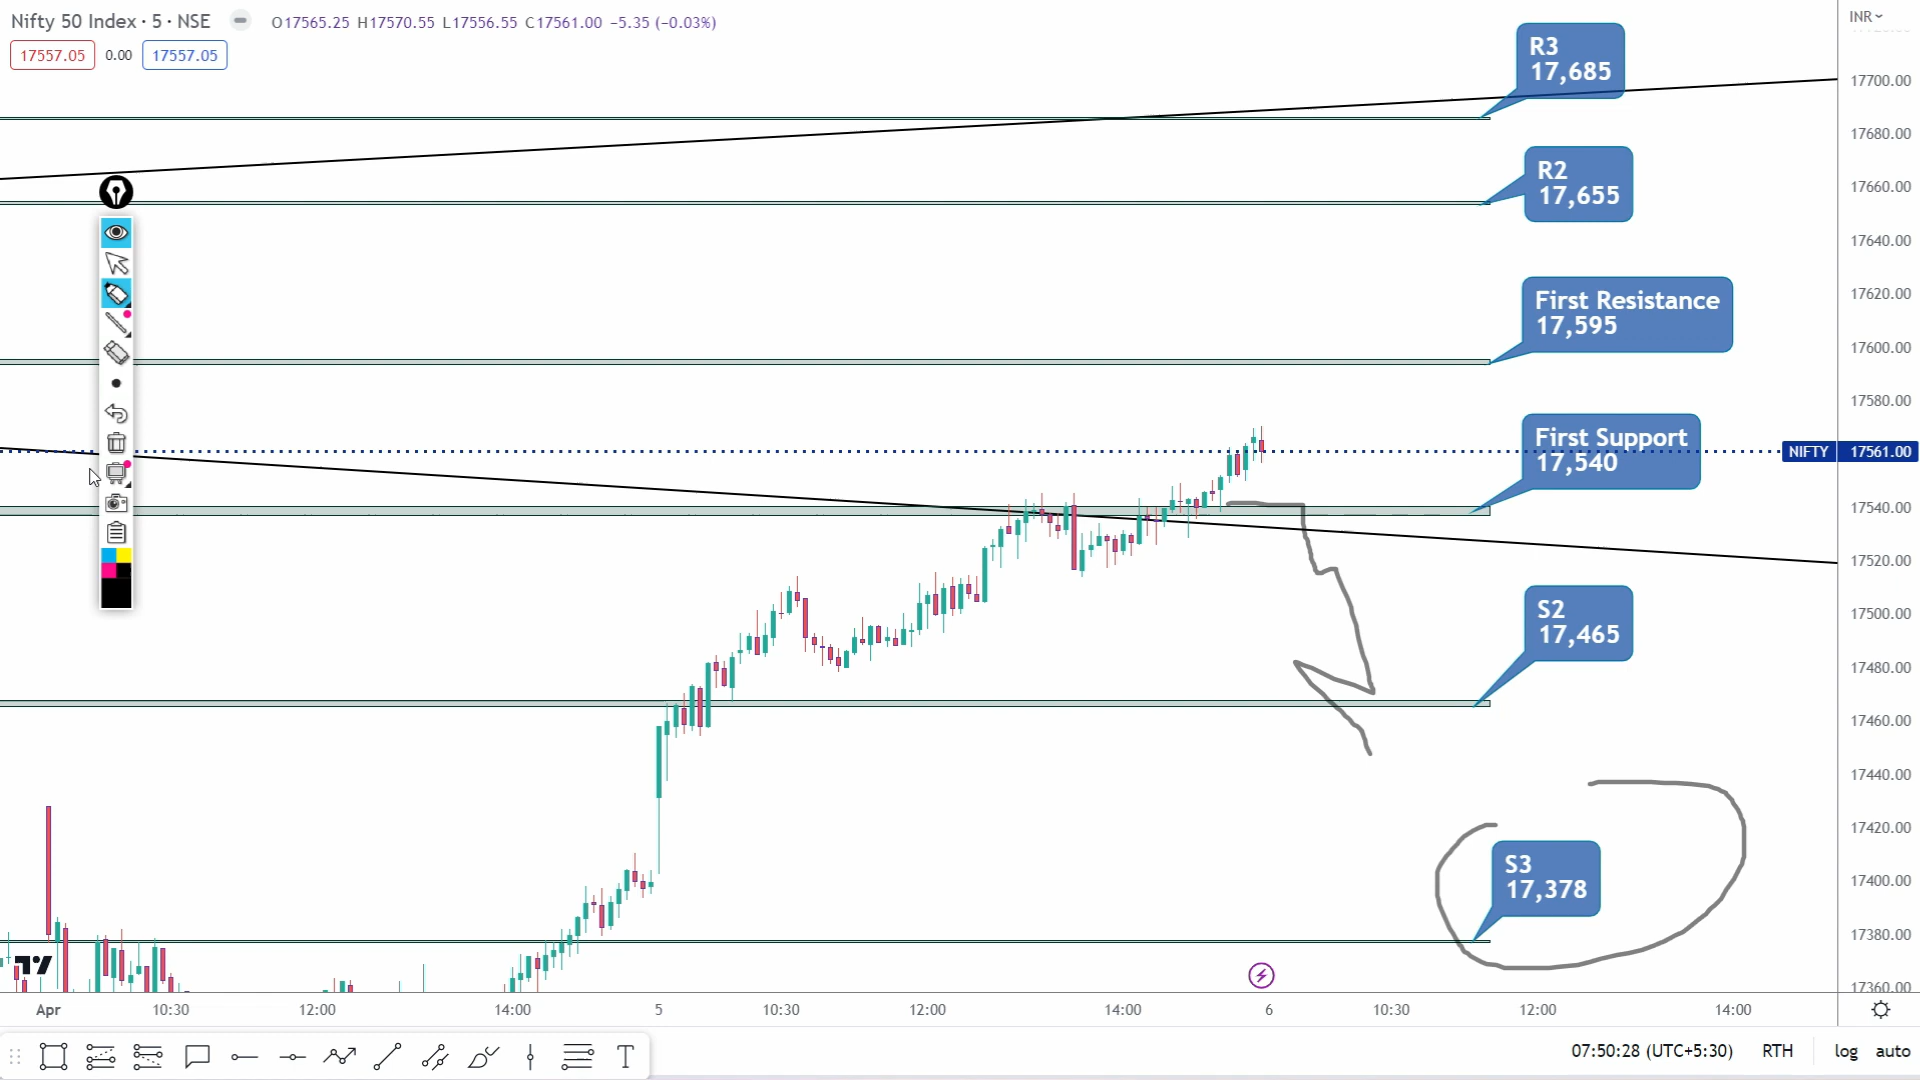 Nifty 50 Index · 5 · NSE
O17565.25 H17570.55 L17556.55 C17561.00 −5.35 (−0.03%)
INR
17557.05 0.00 17557.05
R3
17,685
17700.00
17680.00
R2
17,655
17660.00
17640.00
First Resistance
17,595
17620.00
17600.00
17580.00
First Support
17,540
NIFTY 17561.00
17540.00
17520.00
S2
17,465
17500.00
17480.00
17460.00
17440.00
17420.00
S3
17,378
17400.00
17380.00
17360.00
Apr 10:30 12:00 14:00 5 10:30 12:00 14:00 6 10:30 12:00 14:00
07:50:28 (UTC+5:30) RTH log auto